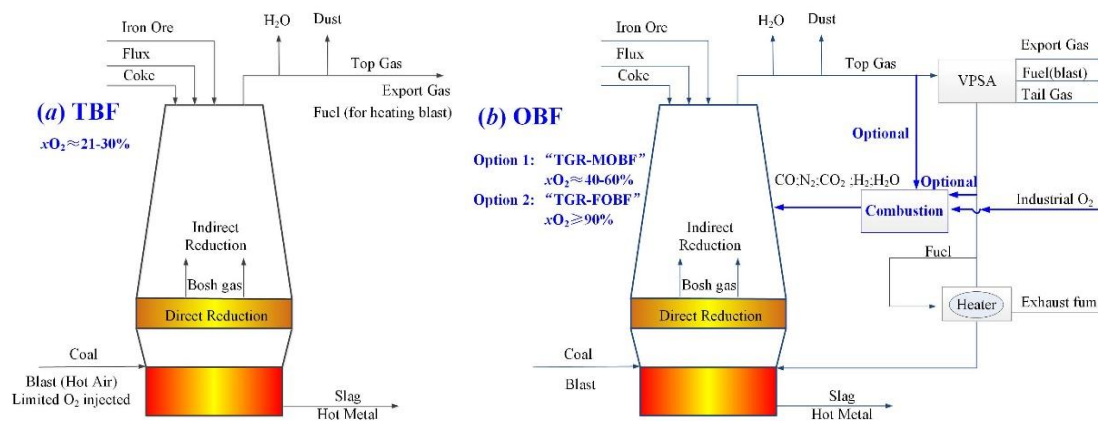 Iron Ore
Flux
Coke
H₂O
Dust
Top Gas
Export Gas
Fuel (for heating blast)
(a) TBF
xO₂≈21-30%
Indirect
Reduction
Bosh gas
Direct Reduction
Coal
Blast (Hot Air)
Limited O₂ injected
Slag
Hot Metal
Iron Ore
Flux
Coke
H₂O
Dust
Top Gas
VPSA
Export Gas
Fuel(blast)
Tail Gas
(b) OBF
Option 1: “TGR-MOBF”
xO₂≈40-60%
Option 2: “TGR-FOBF”
xO₂≥90%
Optional
CO;N₂;CO₂ ;H₂;H₂O
Optional
Combustion
Industrial O₂
Indirect
Reduction
Bosh gas
Direct Reduction
Fuel
Heater
Exhaust fum
Coal
Blast
Slag
Hot Metal